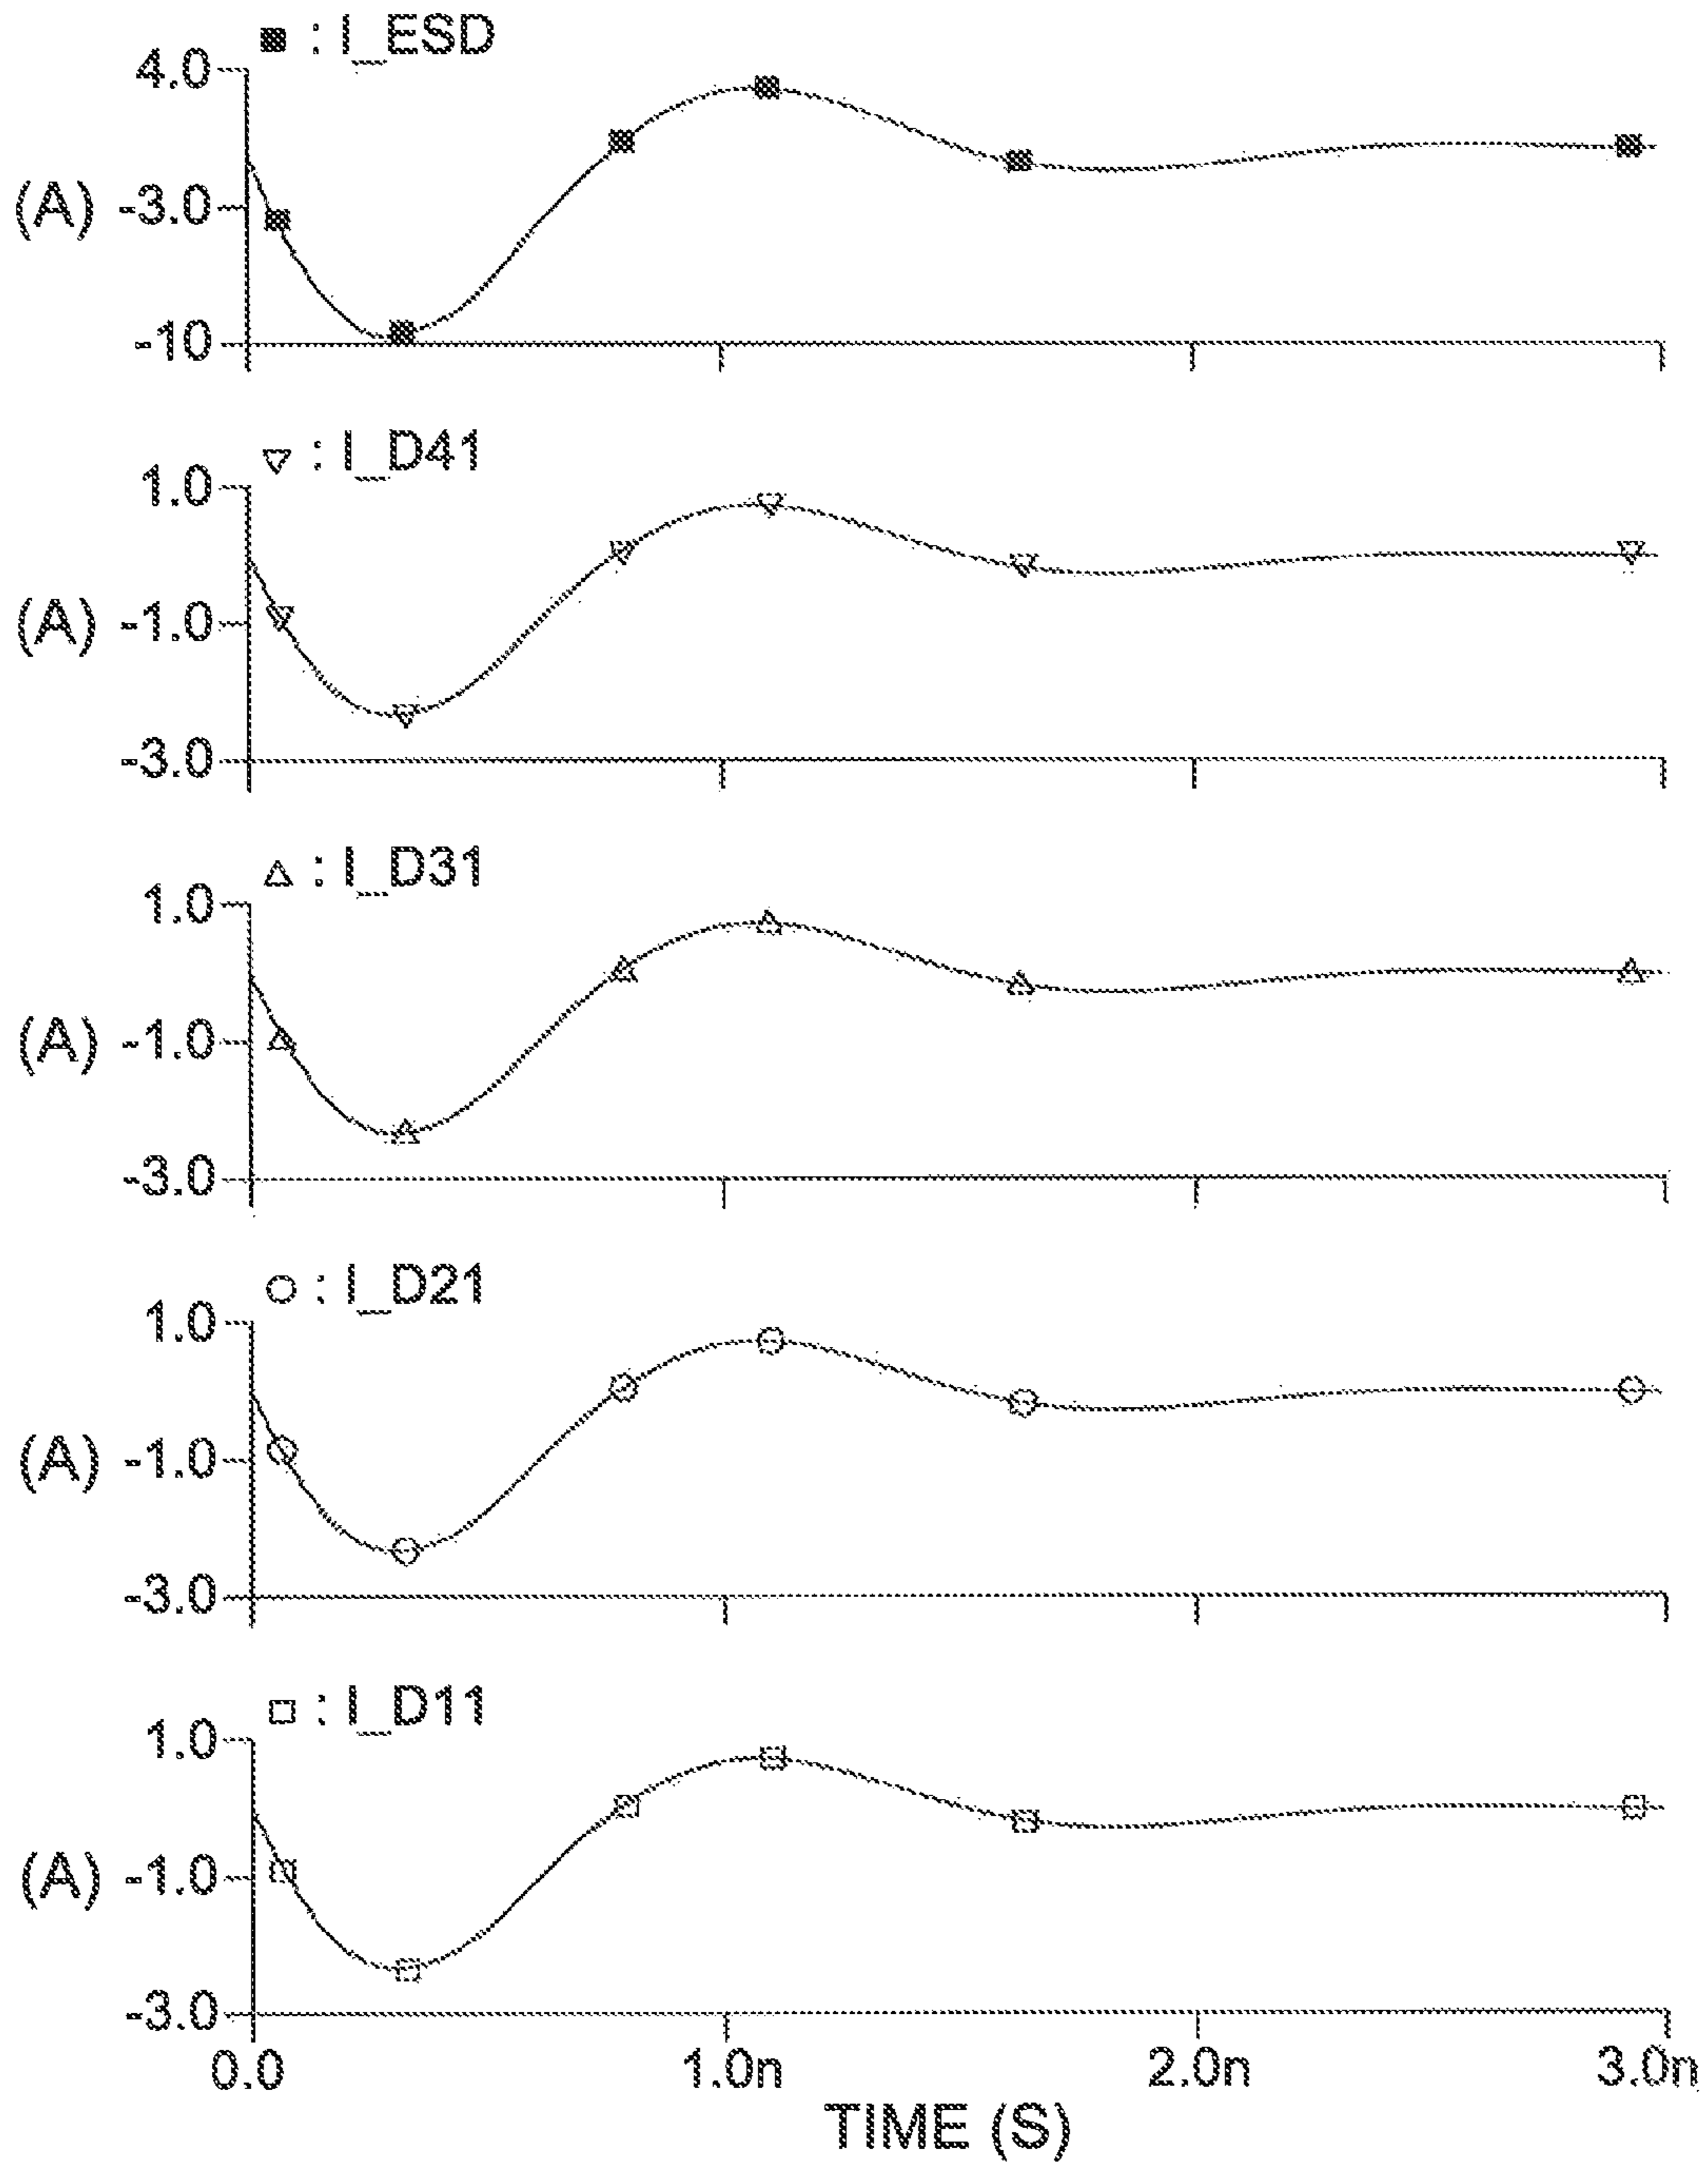 : I_ESD
4.0
(A) -3.0
-10
: I_D41
1.0
(A) -1.0
-3.0
: I_D31
1.0
(A) -1.0
-3.0
: I_D21
1.0
(A) -1.0
-3.0
: I_D11
1.0
(A) -1.0
-3.0
0.0 1.0n 2.0n 3.0n
TIME (S)